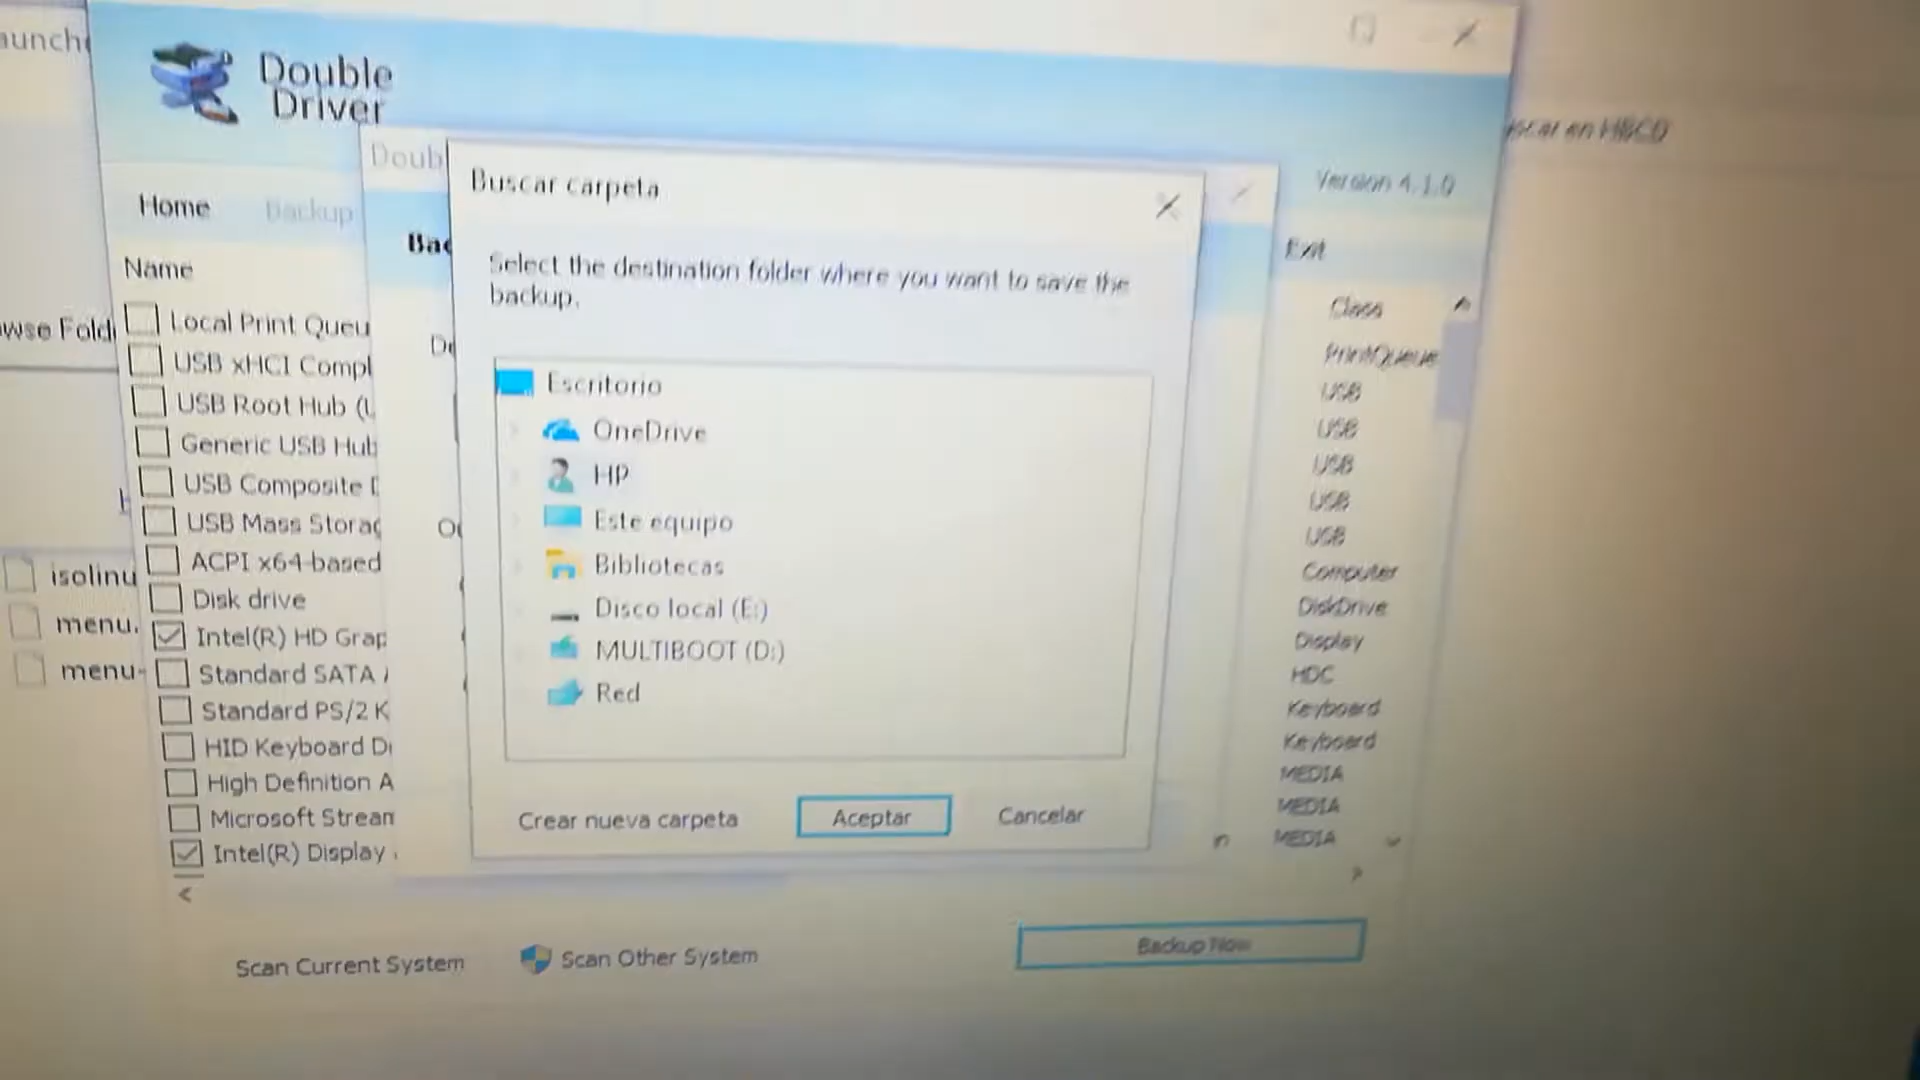 Double
Driver
Version 4.1.0
Home
Backup
Exit
Doub
Buscar carpeta
Bac
Select the destination folder where you want to save the
backup.
Name
Class
Local Print Queu
PrintQueue
USB xHCI Compl
USB
USB Root Hub (U
USB
Generic USB Hub
USB
USB Composite D
USB
USB Mass Storag
USB
ACPI x64-based
Computer
Disk drive
DiskDrive
Intel(R) HD Grap
Display
Standard SATA A
HDC
Standard PS/2 K
Keyboard
HID Keyboard D
Keyboard
High Definition A
MEDIA
Microsoft Stream
MEDIA
Intel(R) Display
MEDIA
Escritorio
OneDrive
HP
Este equipo
Bibliotecas
Disco local (E:)
MULTIBOOT (D:)
Red
Crear nueva carpeta
Aceptar
Cancelar
Scan Current System
Scan Other System
Backup Now
wse Fold
isolinu
menu.
menu-